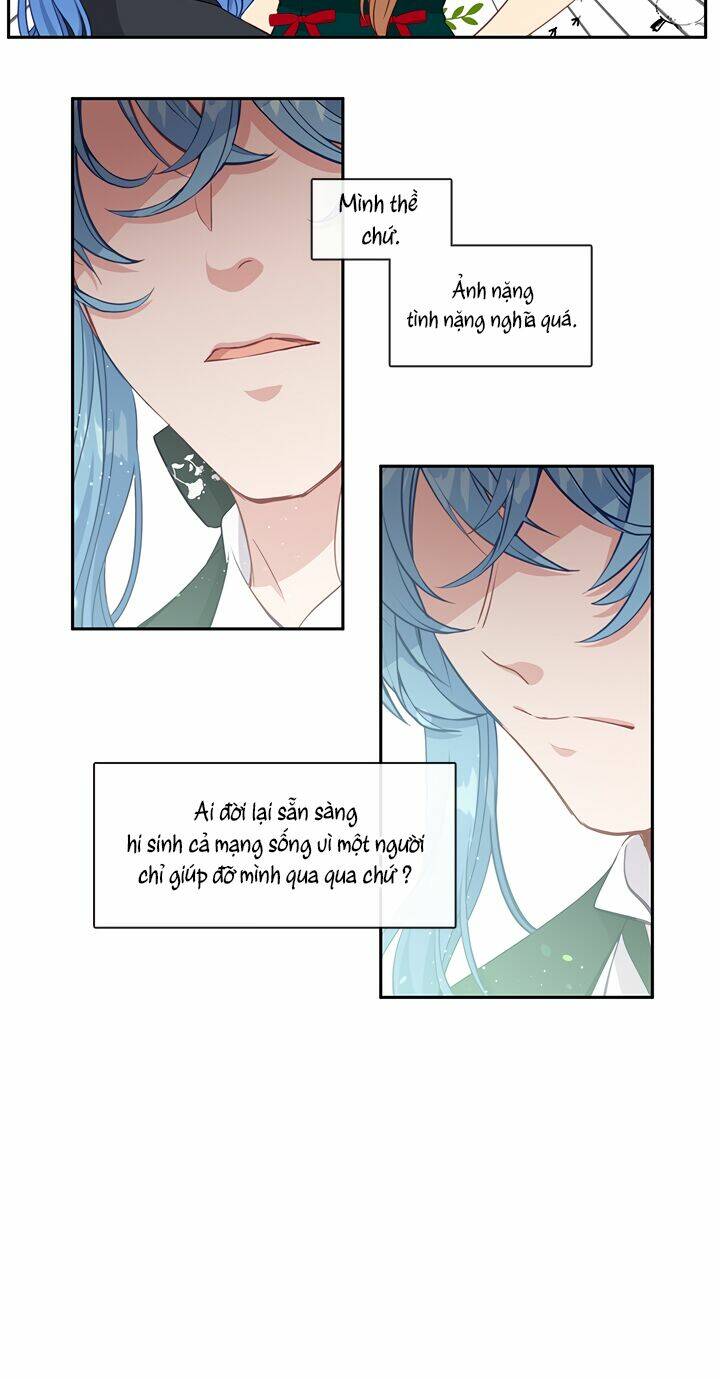 Mình thề
chứ.
Ảnh nặng
tình nặng nghĩa quá.
Ai đời lại sẵn sàng
hi sinh cả mạng sống vì một người
chỉ giúp đỡ mình qua qua chứ ?